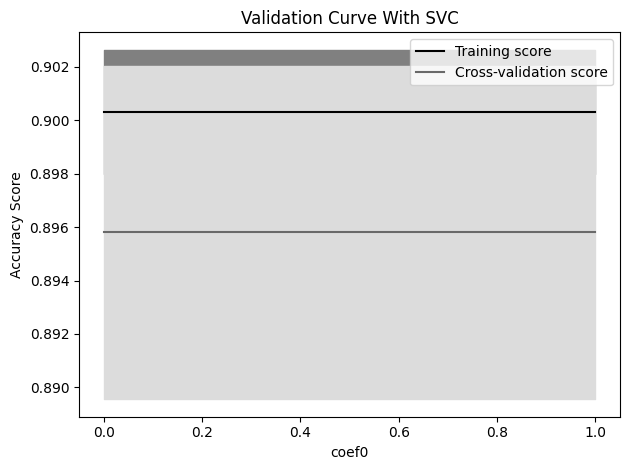 Validation Curve With SVC
Training score
Cross-validation score
Accuracy Score
0.902
0.900
0.898
0.896
0.894
0.892
0.890
0.0 0.2 0.4 0.6 0.8 1.0
coef0